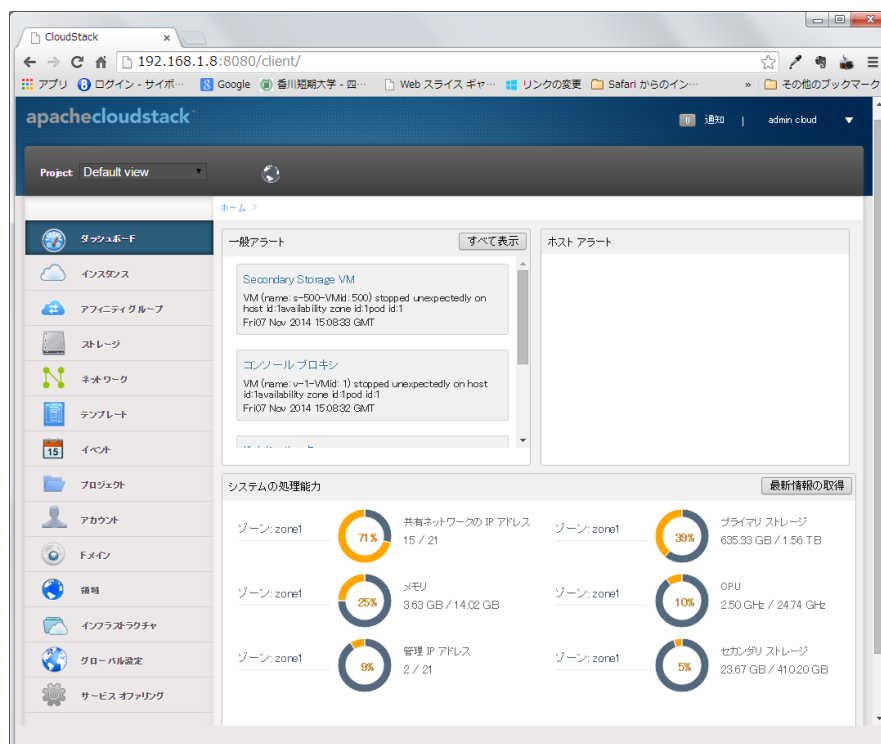 CloudStack
192.168.1.8:8080/client/
アプリ ログイン - サイボ… Google 香川短期大学 - 四… Web スライス ギャ… リンクの変更 Safari からのイン… » その他のブックマーク
apachecloudstack
0 通知 | admin cloud
Project: Default view
ホーム >
ダッシュボード
インスタンス
アフィニティ グループ
ストレージ
ネットワーク
テンプレート
15
イベント
プロジェクト
アカウント
ドメイン
領域
インフラストラクチャ
グローバル設定
サービス オファリング
一般アラート
すべて表示
Secondary Storage VM
VM (name: s-500-VMid: 500) stopped unexpectedly on
host id:1availability zone id:1pod id:1
Fri07 Nov 2014 15:08:33 GMT
コンソール プロキシ
VM (name: v-1-VMid: 1) stopped unexpectedly on host
id:1availability zone id:1pod id:1
Fri07 Nov 2014 15:08:32 GMT
ホスト アラート
システムの処理能力
最新情報の取得
ゾーン: zone1
71%
共有ネットワークの IP アドレス
15 / 21
ゾーン: zone1
39%
プライマリ ストレージ
635.33 GB / 1.56 TB
ゾーン: zone1
25%
メモリ
3.63 GB / 14.02 GB
ゾーン: zone1
10%
CPU
2.50 GHz / 24.74 GHz
ゾーン: zone1
9%
管理 IP アドレス
2 / 21
ゾーン: zone1
5%
セカンダリ ストレージ
23.67 GB / 410.20 GB